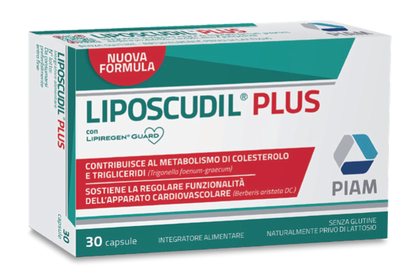 NUOVA
FORMULA
LIPOSCUDIL® PLUS
con
LIPIREGEN® GUARD
CONTRIBUISCE AL METABOLISMO DI COLESTEROLO
E TRIGLICERIDI (Trigonella foenum-graecum)
SOSTIENE LA REGOLARE FUNZIONALITÀ
DELL'APPARATO CARDIOVASCOLARE (Berberis aristata DC.)
PIAM
30 capsule
INTEGRATORE ALIMENTARE
SENZA GLUTINE
NATURALMENTE PRIVO DI LATTOSIO
LIPOSCUDIL® PLUS
30 capsule